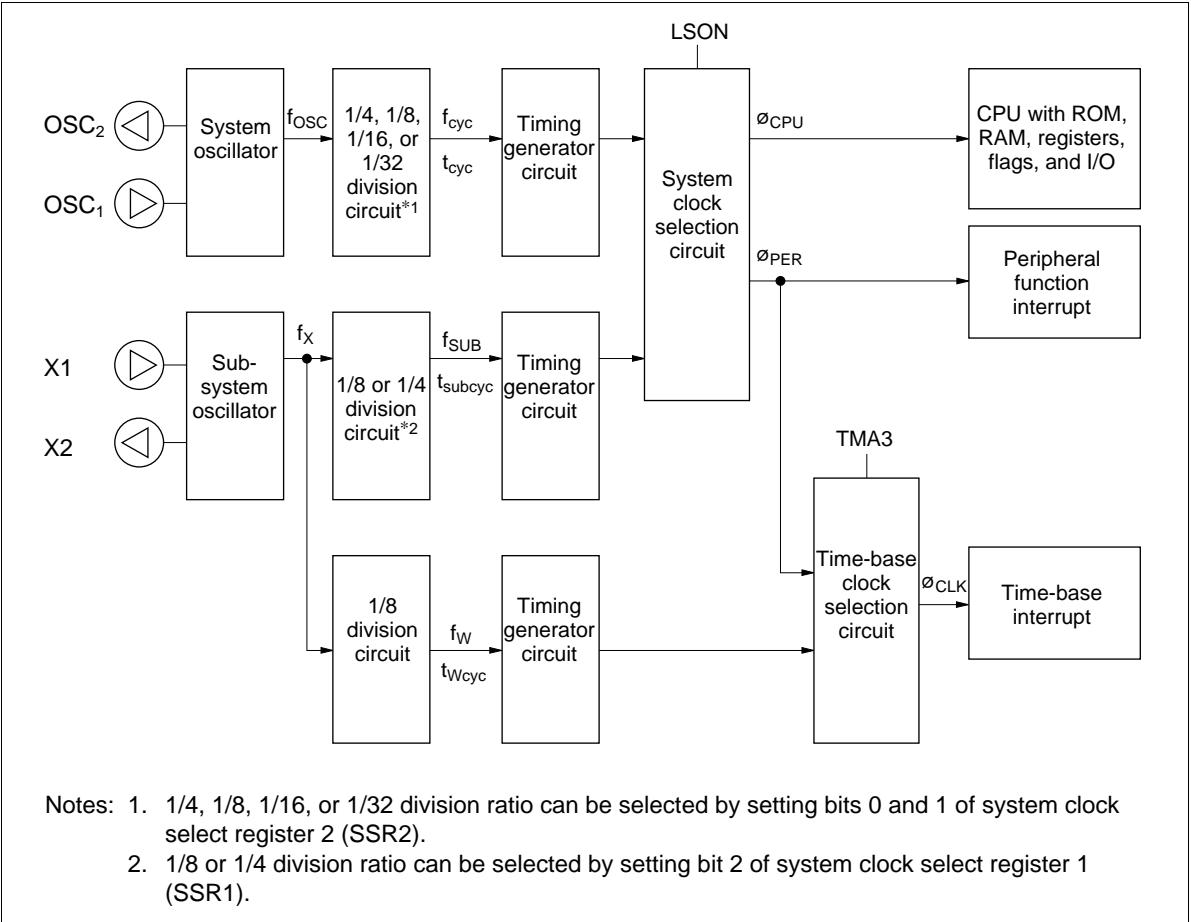 LSON
OSC2
OSC1
System
oscillator
fOSC
1/4, 1/8,
1/16, or
1/32
division
circuit*1
fcyc
tcyc
Timing
generator
circuit
System
clock
selection
circuit
øCPU
CPU with ROM,
RAM, registers,
flags, and I/O
øPER
Peripheral
function
interrupt
X1
X2
Sub-
system
oscillator
fX
1/8 or 1/4
division
circuit*2
fSUB
tsubcyc
Timing
generator
circuit
TMA3
1/8
division
circuit
fW
tWcyc
Timing
generator
circuit
Time-base
clock
selection
circuit
øCLK
Time-base
interrupt
Notes: 1. 1/4, 1/8, 1/16, or 1/32 division ratio can be selected by setting bits 0 and 1 of system clock
select register 2 (SSR2).
2. 1/8 or 1/4 division ratio can be selected by setting bit 2 of system clock select register 1
(SSR1).